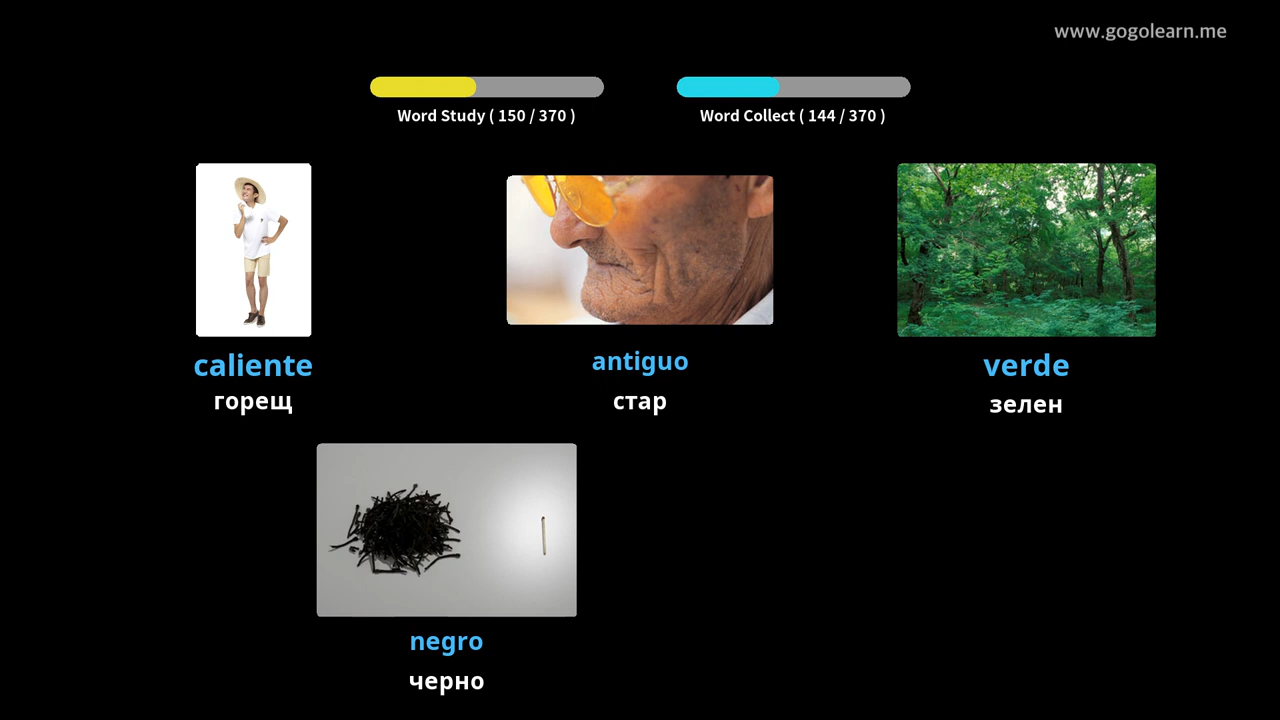 www.gogolearn.me
Word Study ( 150 / 370 )
Word Collect ( 144 / 370 )
caliente
горещ
antiguo
стар
verde
зелен
negro
черно